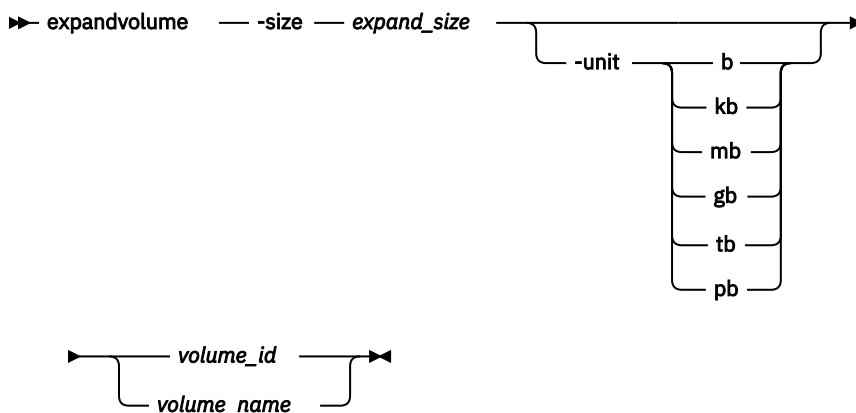 expandvolume -size expand_size
-unit b
kb
mb
gb
tb
pb
volume_id
volume_name